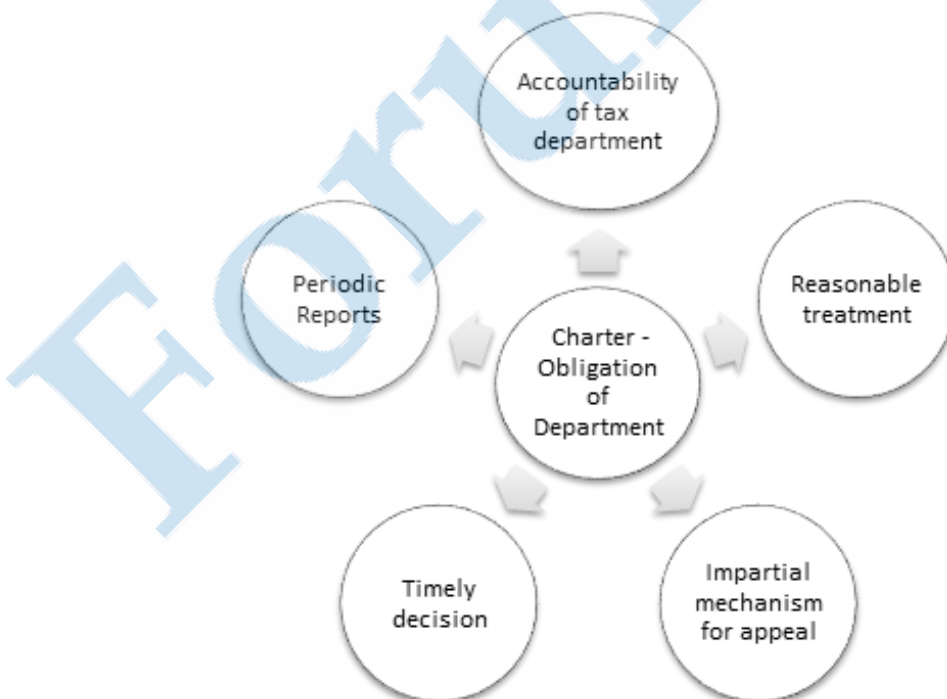 Accountability
of tax
department
Periodic
Reports
Reasonable
treatment
Charter -
Obligation
of
Department
Timely
decision
Impartial
mechanism
for appeal